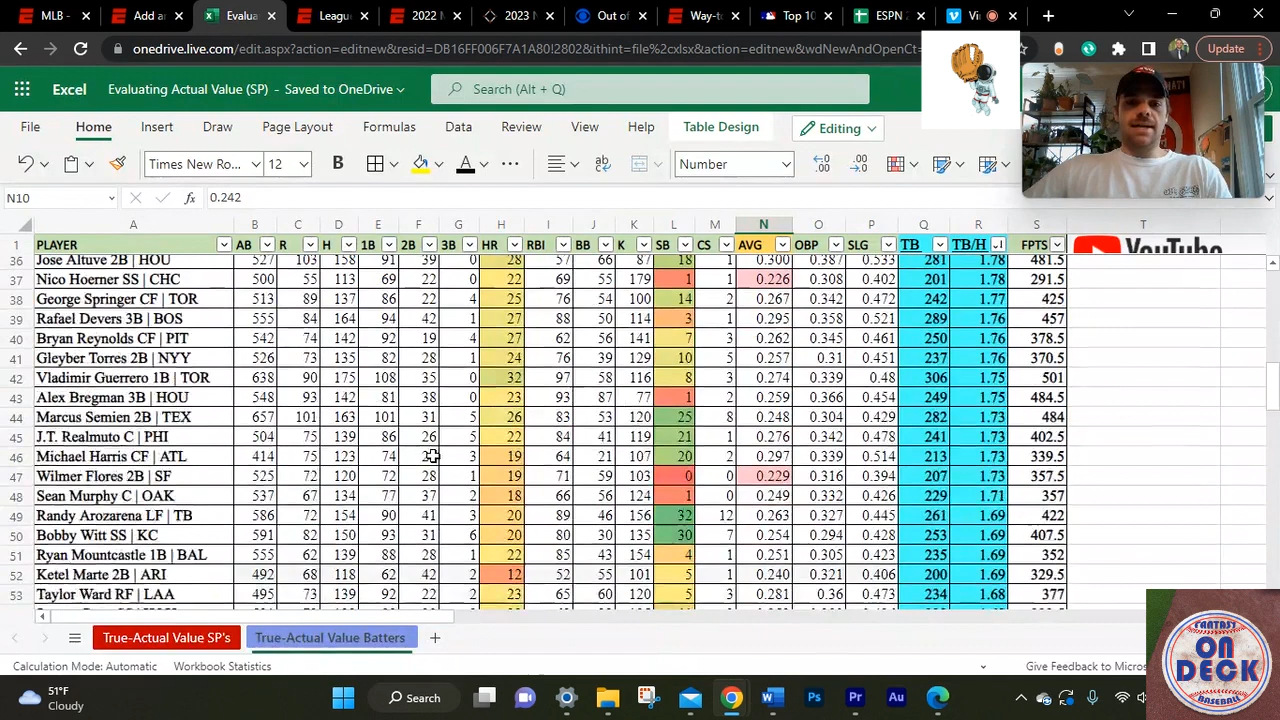 MLB - Add a Evalua Leagu 2022 M 2023 N Out of Way-to Top 10 ESPN 2 Vi
onedrive.live.com/edit.aspx?action=editnew&resid=DB16FF006F7A1A80!2802&ithint=file%2cxlsx&action=editnew&wdNewAndOpenCt= Update
Excel Evaluating Actual Value (SP) - Saved to OneDrive Search (Alt + Q)
File Home Insert Draw Page Layout Formulas Data Review View Help Table Design Editing
Times New Ro... 12 B A Number
N10 fx 0.242
A B C D E F G H I J K L M N O P Q R S T
1 PLAYER AB R H 1B 2B 3B HR RBI BB K SB CS AVG OBP SLG TB TB/H FPTS YouTube
36 Jose Altuve 2B | HOU 527 103 158 91 39 0 28 57 66 87 18 1 0.300 0.387 0.533 281 1.78 481.5
37 Nico Hoerner SS | CHC 500 55 113 69 22 0 22 69 55 179 1 1 0.226 0.308 0.402 201 1.78 291.5
38 George Springer CF | TOR 513 89 137 86 22 4 25 76 54 100 14 2 0.267 0.342 0.472 242 1.77 425
39 Rafael Devers 3B | BOS 555 84 164 94 42 1 27 88 50 114 3 1 0.295 0.358 0.521 289 1.76 457
40 Bryan Reynolds CF | PIT 542 74 142 92 19 4 27 62 56 141 7 3 0.262 0.345 0.461 250 1.76 378.5
41 Gleyber Torres 2B | NYY 526 73 135 82 28 1 24 76 39 129 10 5 0.257 0.31 0.451 237 1.76 370.5
42 Vladimir Guerrero 1B | TOR 638 90 175 108 35 0 32 97 58 116 8 3 0.274 0.339 0.48 306 1.75 501
43 Alex Bregman 3B | HOU 548 93 142 81 38 0 23 93 87 77 1 2 0.259 0.366 0.454 249 1.75 484.5
44 Marcus Semien 2B | TEX 657 101 163 101 31 5 26 83 53 120 25 8 0.248 0.304 0.429 282 1.73 484
45 J.T. Realmuto C | PHI 504 75 139 86 26 5 22 84 41 119 21 1 0.276 0.342 0.478 241 1.73 402.5
46 Michael Harris CF | ATL 414 75 123 74 3 19 64 21 107 20 2 0.297 0.339 0.514 213 1.73 339.5
47 Wilmer Flores 2B | SF 525 72 120 72 28 1 19 71 59 103 0 0 0.229 0.316 0.394 207 1.73 357.5
48 Sean Murphy C | OAK 537 67 134 77 37 2 18 66 56 124 1 0 0.249 0.332 0.426 229 1.71 357
49 Randy Arozarena LF | TB 586 72 154 90 41 3 20 89 46 156 32 12 0.263 0.327 0.445 261 1.69 422
50 Bobby Witt SS | KC 591 82 150 93 31 6 20 80 30 135 30 7 0.254 0.294 0.428 253 1.69 407.5
51 Ryan Mountcastle 1B | BAL 555 62 139 88 28 1 22 85 43 154 4 1 0.251 0.305 0.423 235 1.69 352
52 Ketel Marte 2B | ARI 492 68 118 62 42 2 12 52 55 101 5 1 0.240 0.321 0.406 200 1.69 329.5
53 Taylor Ward RF | LAA 495 73 139 92 22 2 23 65 60 120 5 3 0.281 0.36 0.473 234 1.68 377
True-Actual Value SP's True-Actual Value Batters
Calculation Mode: Automatic Workbook Statistics Give Feedback to Micros
FANTASY
ON
DECK
BASEBALL
51°F
Cloudy
Search